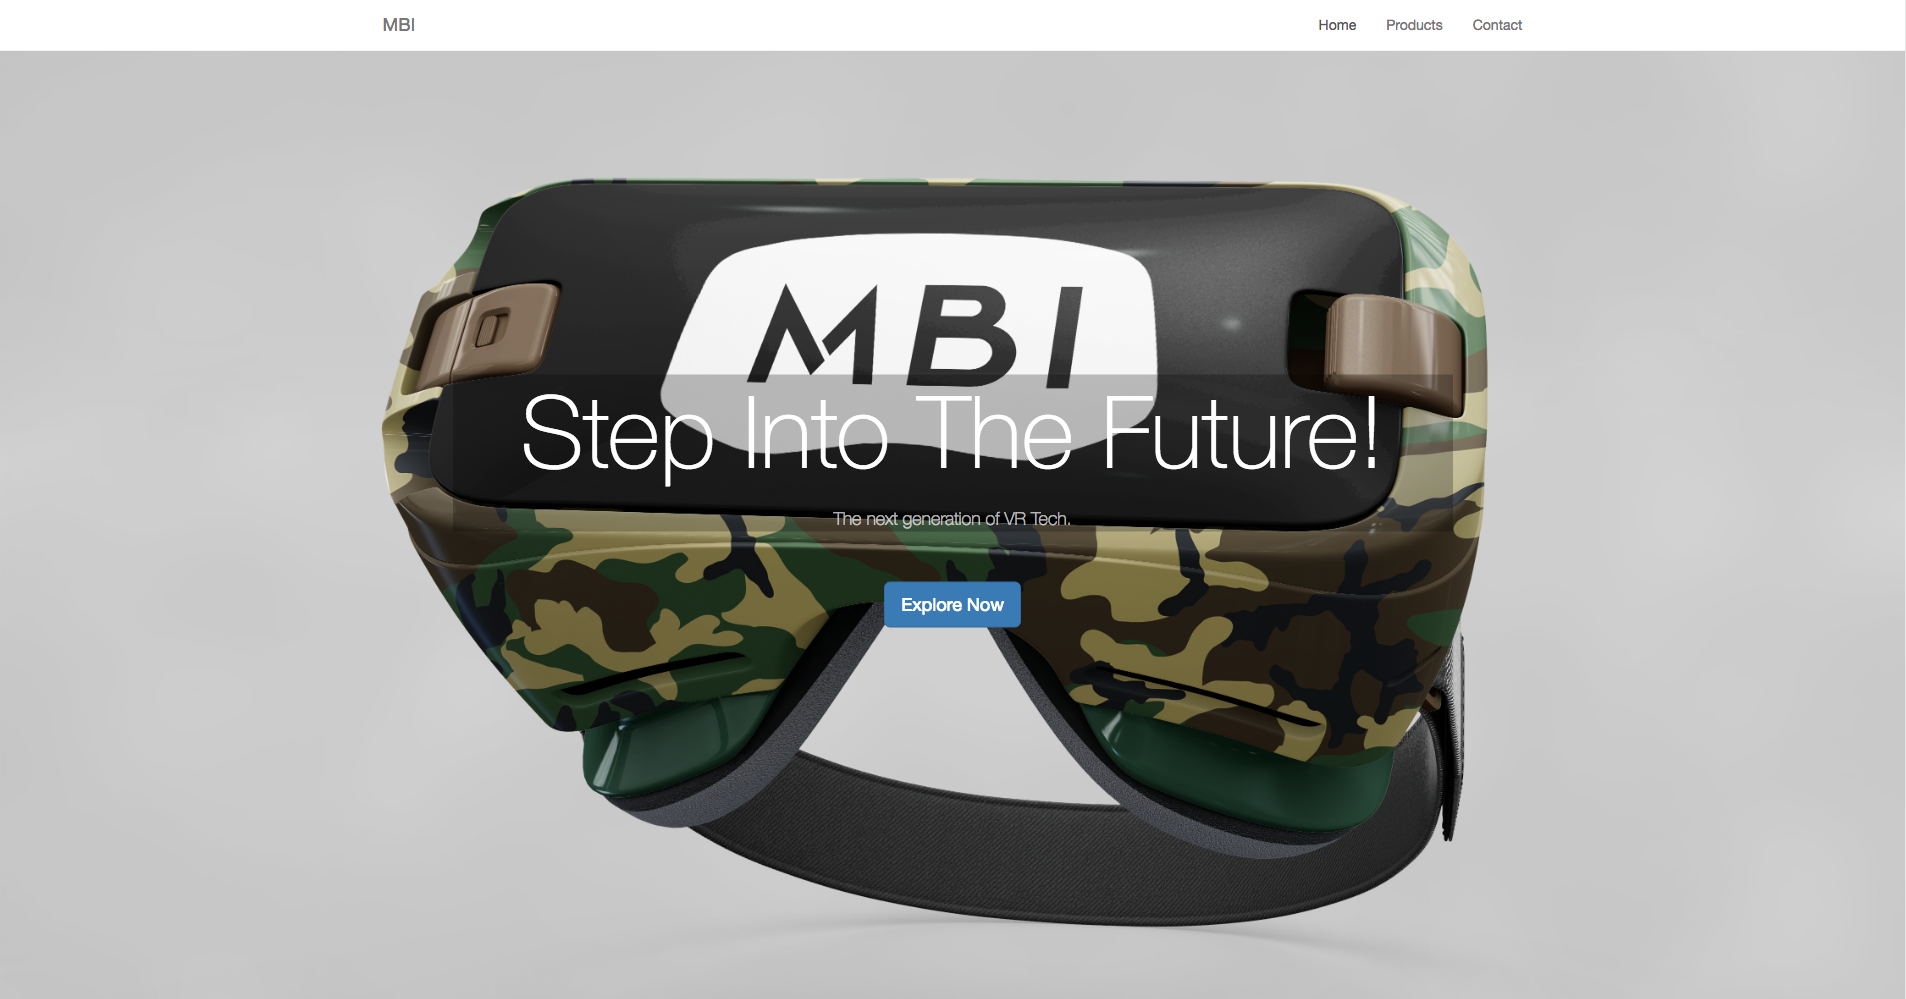 MBI
Home Products Contact
MBI
Step Into The Future!
The next generation of VR Tech.
Explore Now